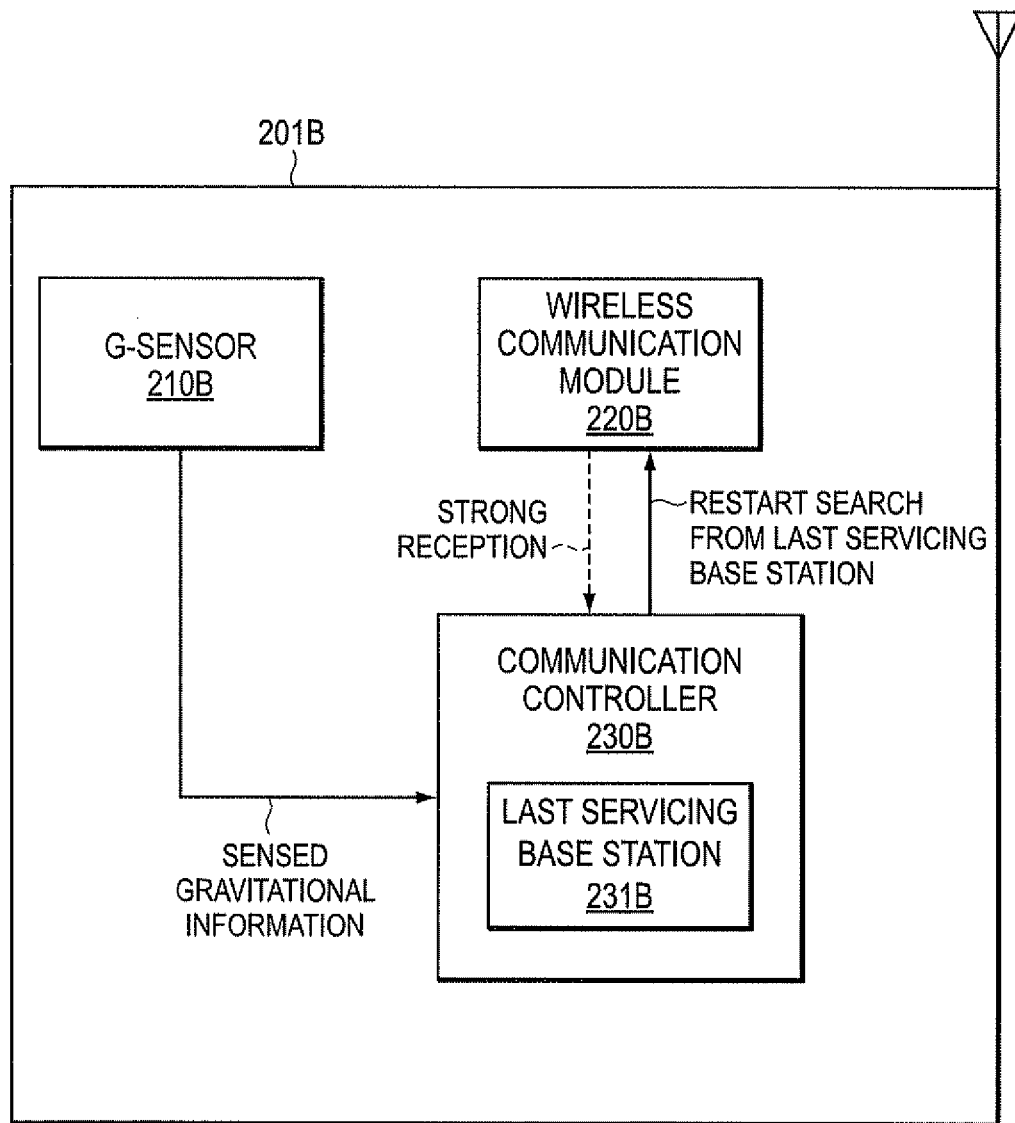 201B
G-SENSOR
210B
WIRELESS
COMMUNICATION
MODULE
220B
STRONG
RECEPTION
RESTART SEARCH
FROM LAST SERVICING
BASE STATION
COMMUNICATION
CONTROLLER
230B
LAST SERVICING
BASE STATION
231B
SENSED
GRAVITATIONAL
INFORMATION